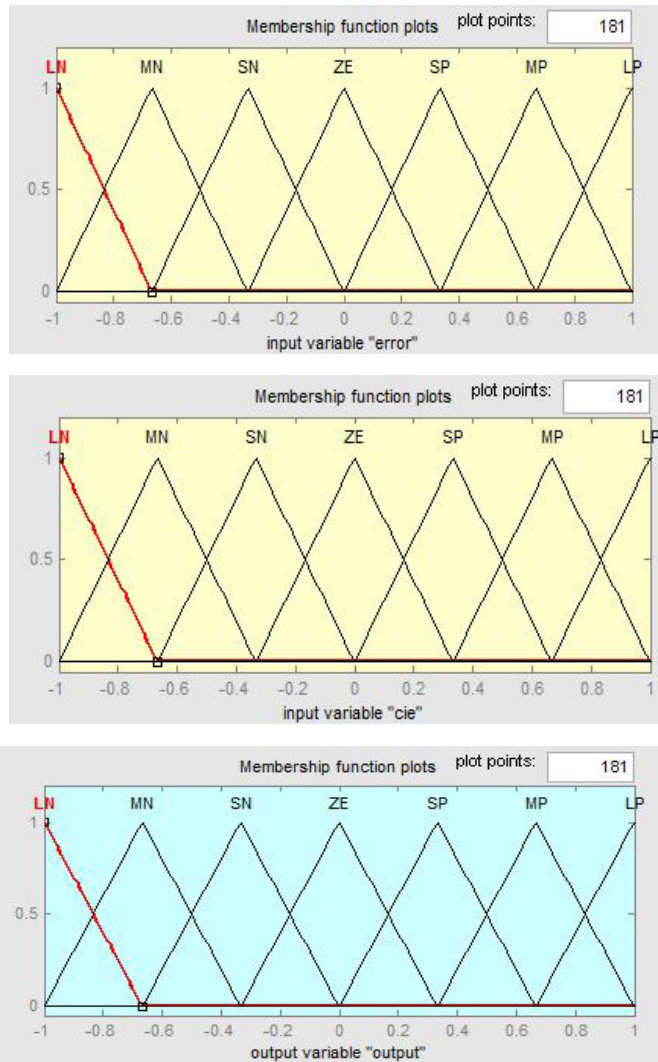 Membership function plots plot points: 181
LN MN SN ZE SP MP LP
1
0.5
0
-1 -0.8 -0.6 -0.4 -0.2 0 0.2 0.4 0.6 0.8 1
input variable "error"
Membership function plots plot points: 181
LN MN SN ZE SP MP LP
1
0.5
0
-1 -0.8 -0.6 -0.4 -0.2 0 0.2 0.4 0.6 0.8 1
input variable "cie"
Membership function plots plot points: 181
LN MN SN ZE SP MP LP
1
0.5
0
-1 -0.8 -0.6 -0.4 -0.2 0 0.2 0.4 0.6 0.8 1
output variable "output"